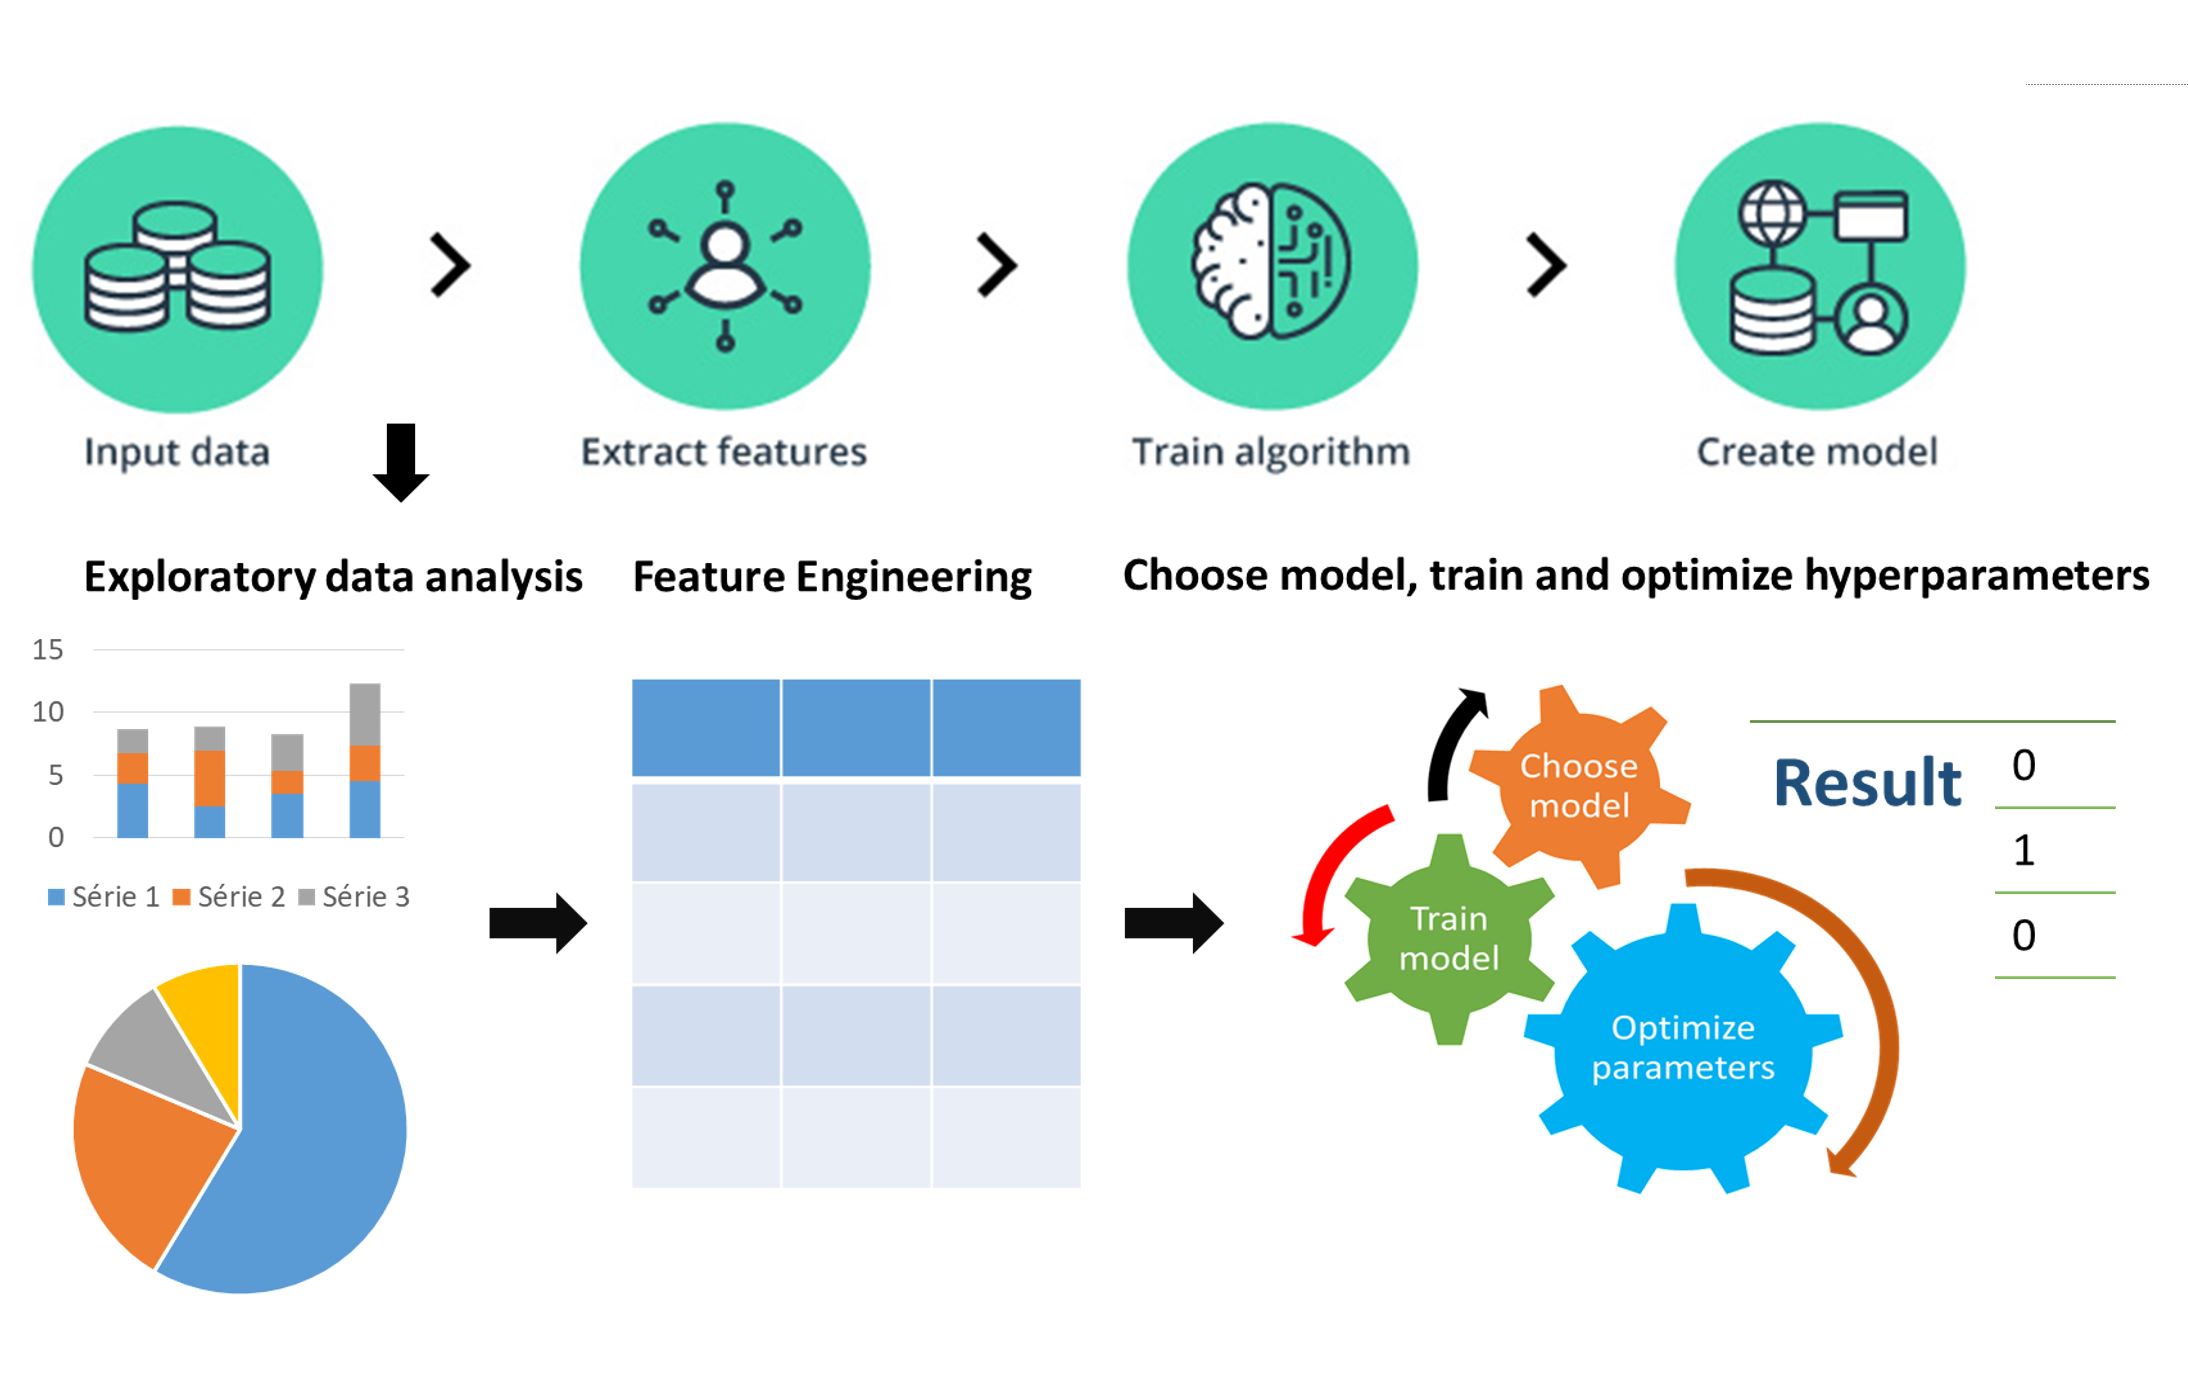 Input data
Extract features
Train algorithm
Create model
Exploratory data analysis
Feature Engineering
Choose model, train and optimize hyperparameters
15
10
5
0
Série 1
Série 2
Série 3
Choose
model
Train
model
Optimize
parameters
Result
0
1
0